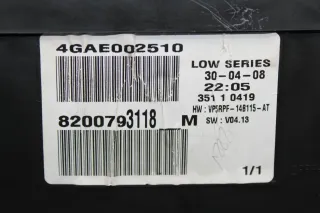 4GAE002510
LOW SERIES
30-04-08
22:05
351 1 0419
HW : VP5RPF-14B115-AT
8200793118 M
SW : V04.13
1/1